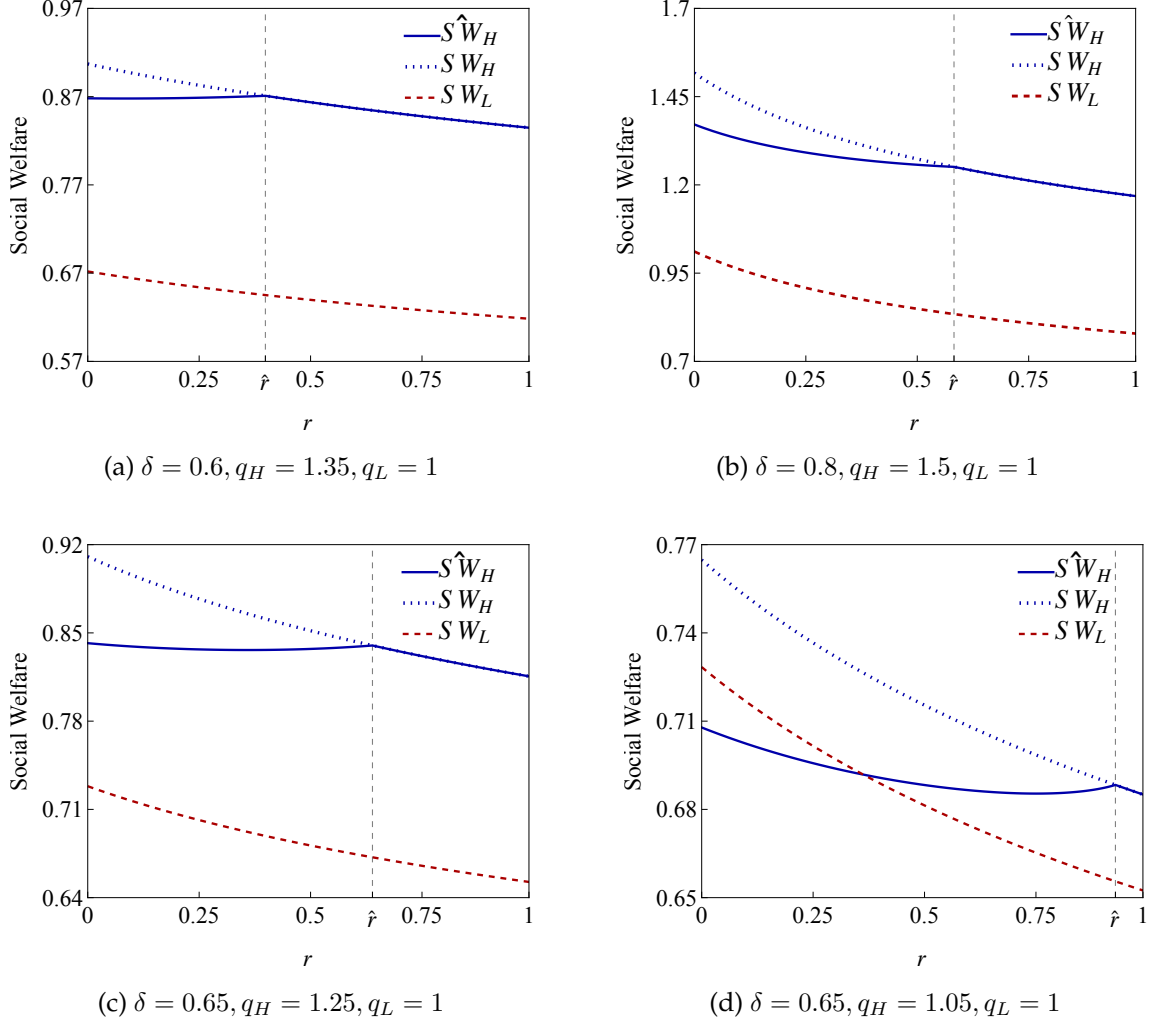 0.97
0.87
0.77
0.67
0.57
Social Welfare
0
0.25
r̂
0.5
0.75
1
r
SŴ_H
SW_H
SW_L
(a) δ = 0.6, q_H = 1.35, q_L = 1
1.7
1.45
1.2
0.95
0.7
Social Welfare
0
0.25
0.5
r̂
0.75
1
r
SŴ_H
SW_H
SW_L
(b) δ = 0.8, q_H = 1.5, q_L = 1
0.92
0.85
0.78
0.71
0.64
Social Welfare
0
0.25
0.5
r̂
0.75
1
r
SŴ_H
SW_H
SW_L
(c) δ = 0.65, q_H = 1.25, q_L = 1
0.77
0.74
0.71
0.68
0.65
Social Welfare
0
0.25
0.5
0.75
r̂
1
r
SŴ_H
SW_H
SW_L
(d) δ = 0.65, q_H = 1.05, q_L = 1